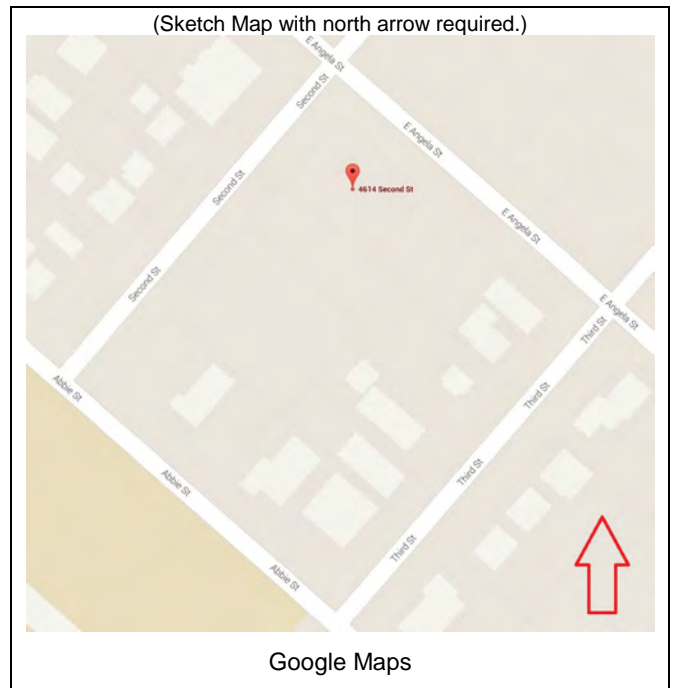 (Sketch Map with north arrow required.)
E Angela St
Second St
E Angela St
Second St
4614 Second St
E Angela St
Second St
E Angela St
Third St
Abbie St
Third St
Abbie St
Third St
Third St
Abbie St
Google Maps